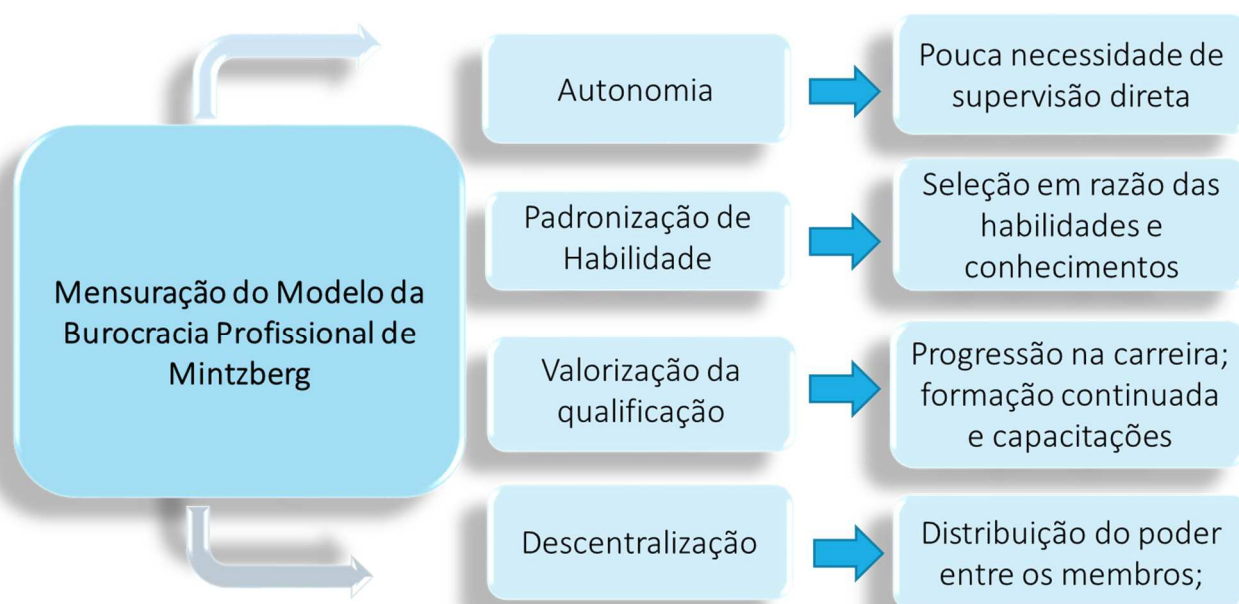 Mensuração do Modelo da
Burocracia Profissional de
Mintzberg
Autonomia
Pouca necessidade de
supervisão direta
Padronização de
Habilidade
Seleção em razão das
habilidades e
conhecimentos
Valorização da
qualificação
Progressão na carreira;
formação continuada
e capacitações
Descentralização
Distribuição do poder
entre os membros;